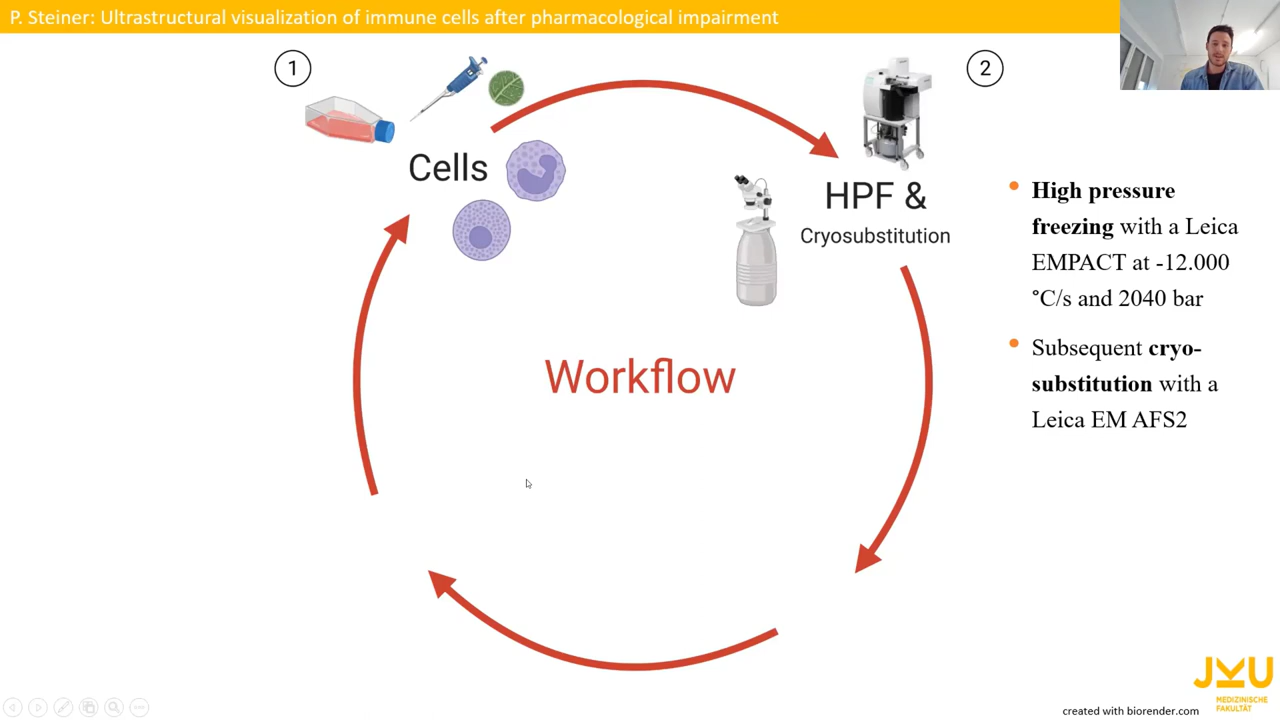 P. Steiner: Ultrastructural visualization of immune cells after pharmacological impairment
1
Cells
HPF &
Cryosubstitution
2
High pressure
freezing with a Leica
EMPACT at -12.000
°C/s and 2040 bar
Subsequent cryo-
substitution with a
Leica EM AFS2
Workflow
JKU
MEDIZINISCHE
FAKULTÄT
created with biorender.com